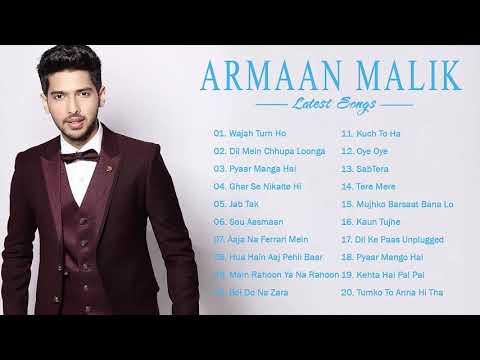 ARMAAN MALIK
Latest Songs
01. Wajah Tum Ho
02. Dil Mein Chhupa Loonga
03. Pyaar Manga Hai
04. Ghar Se Nikalte Hi
05. Jab Tak
06. Sou Aasmaan
07. Aaja Na Ferrari Mein
08. Hua Hain Aaj Pehli Baar
09. Main Rahoon Ya Na Rahoon
10. Bol Do Na Zara
11. Kuch To Ha
12. Oye Oye
13. SabTera
14. Tere Mere
15. Mujhko Barsaat Bana Lo
16. Kaun Tujhe
17. Dil Ke Paas Unplugged
18. Pyaar Mango Hai
19. Kehta Hai Pal Pal
20. Tumko To Anna Hi Tha